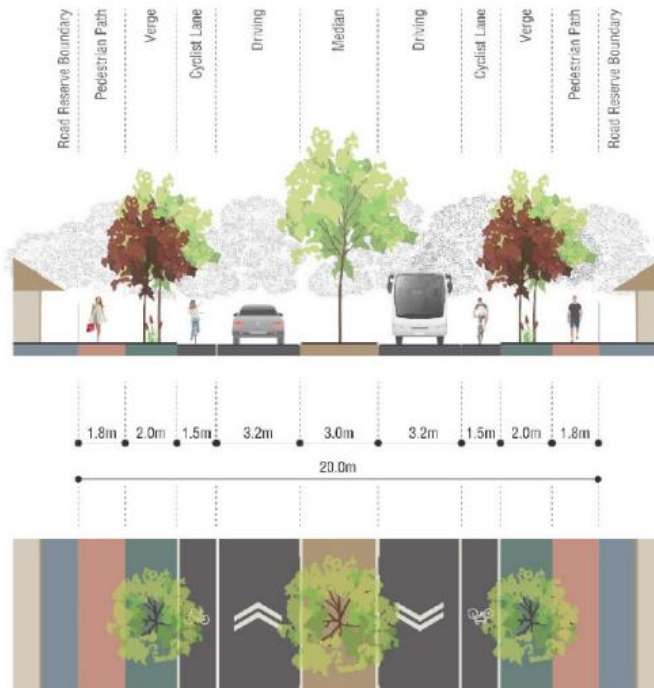 Road Reserve Boundary
Pedestrian Path
Verge
Cyclist Lane
Driving
Median
Driving
Cyclist Lane
Verge
Pedestrian Path
Road Reserve Boundary
1.8m 2.0m 1.5m 3.2m 3.0m 3.2m 1.5m 2.0m 1.8m
20.0m